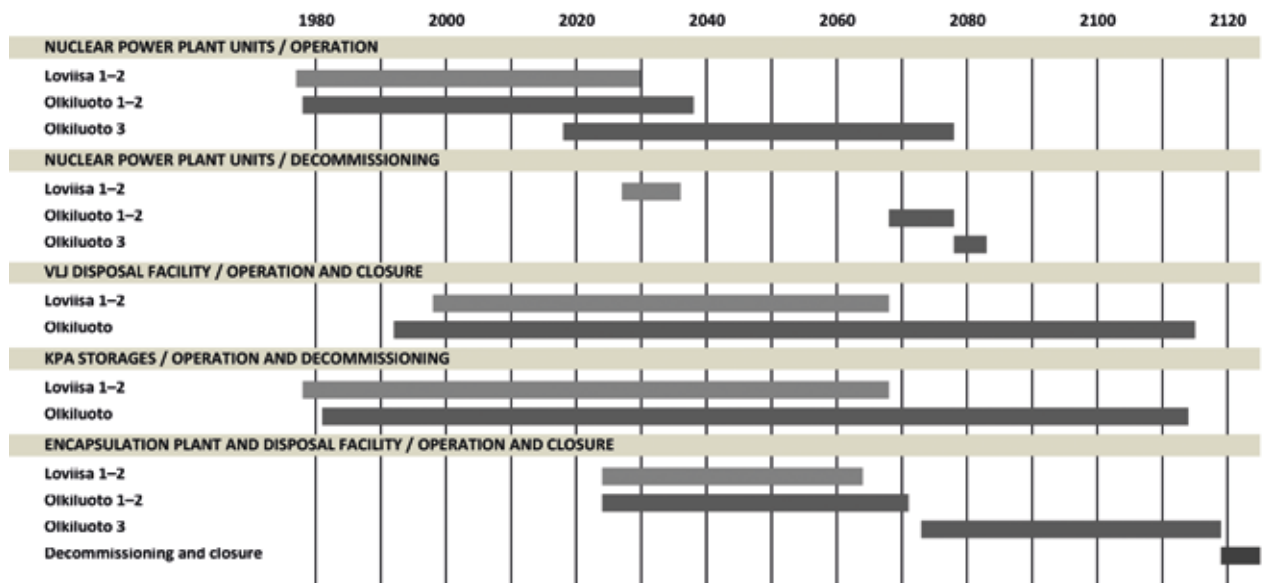 1980 2000 2020 2040 2060 2080 2100 2120
NUCLEAR POWER PLANT UNITS / OPERATION
Loviisa 1–2
Olkiluoto 1–2
Olkiluoto 3
NUCLEAR POWER PLANT UNITS / DECOMMISSIONING
Loviisa 1–2
Olkiluoto 1–2
Olkiluoto 3
VLJ DISPOSAL FACILITY / OPERATION AND CLOSURE
Loviisa 1–2
Olkiluoto
KPA STORAGES / OPERATION AND DECOMMISSIONING
Loviisa 1–2
Olkiluoto
ENCAPSULATION PLANT AND DISPOSAL FACILITY / OPERATION AND CLOSURE
Loviisa 1–2
Olkiluoto 1–2
Olkiluoto 3
Decommissioning and closure